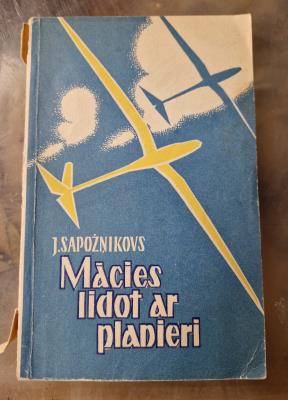 J. SAPOŽŅIKOVS
Mācies
lidot ar
planieri